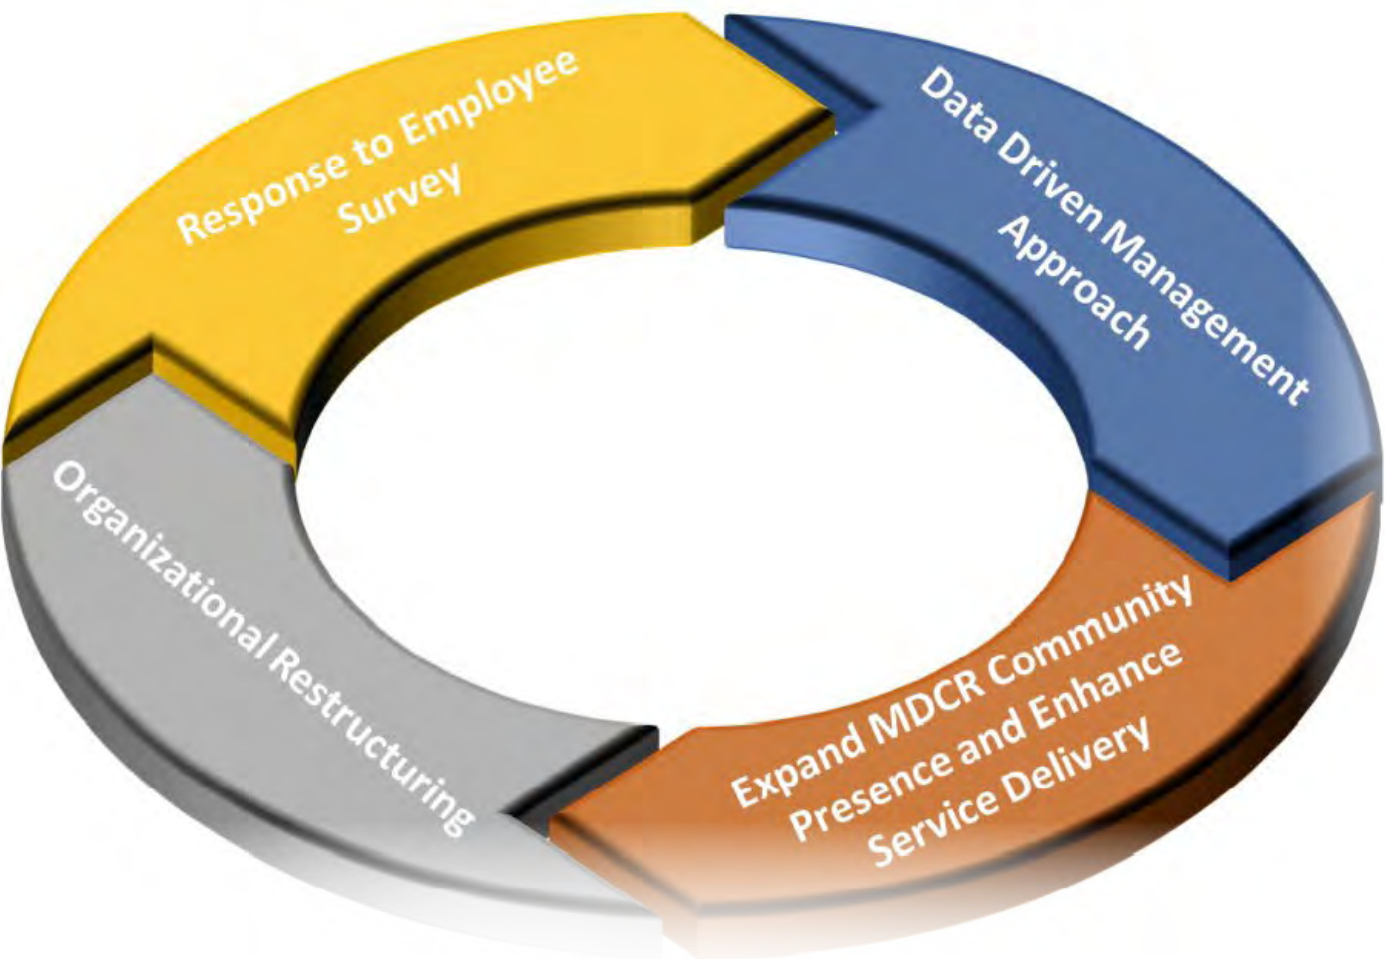 Response to Employee
Survey
Data Driven Management
Approach
Expand MDCR Community
Presence and Enhance
Service Delivery
Organizational Restructuring